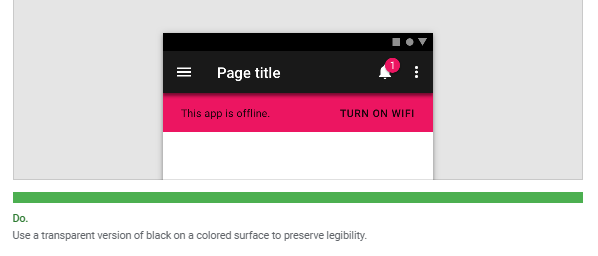 Page title
1
This app is offline. TURN ON WIFI
Do.
Use a transparent version of black on a colored surface to preserve legibility.